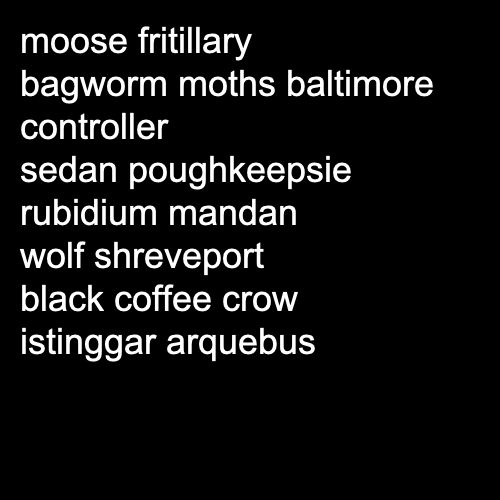 moose fritillary
bagworm moths baltimore
controller
sedan poughkeepsie
rubidium mandan
wolf shreveport
black coffee crow
istinggar arquebus